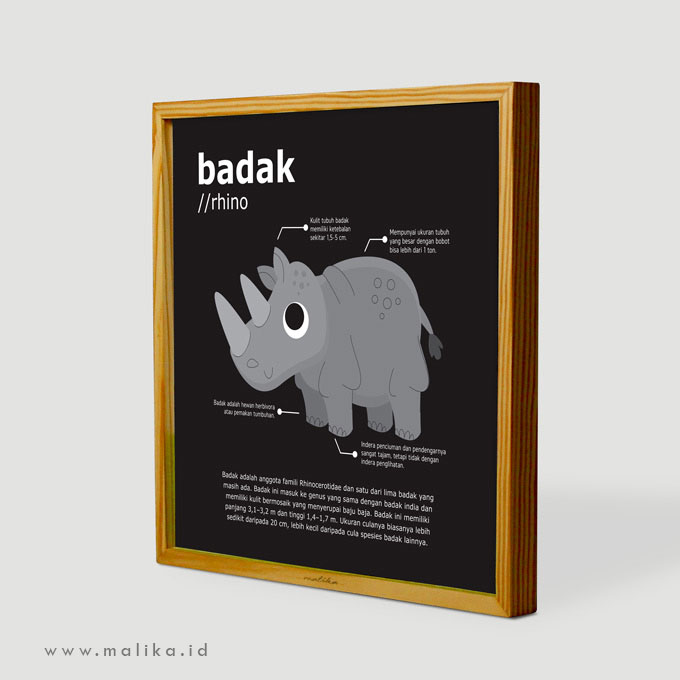 badak
//rhino
Kulit tubuh badak
memiliki ketebalan
sekitar 1,5-5 cm.
Mempunyai ukuran tubuh
yang besar dengan bobot
bisa lebih dari 1 ton.
Badak adalah hewan herbivora
atau pemakan tumbuhan.
Indera penciuman dan pendengarnya
sangat tajam, tetapi tidak dengan
indera penglihatan.
Badak adalah anggota famili Rhinocerotidae dan satu dari lima badak yang
masih ada. Badak ini masuk ke genus yang sama dengan badak india dan
memiliki kulit bermosaik yang menyerupai baju baja. Badak ini memiliki
panjang 3,1–3,2 m dan tinggi 1,4–1,7 m. Ukuran culanya biasanya lebih
sedikit daripada 20 cm, lebih kecil daripada cula spesies badak lainnya.
malika
www.malika.id